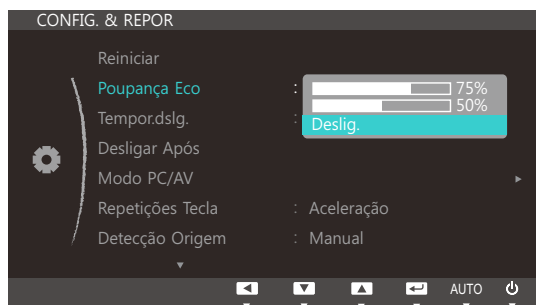 CONFIG. & REPOR
Reiniciar
Poupança Eco :
75%
50%
Deslig.
Tempor.dslg. :
Desligar Após
Modo PC/AV
Repetições Tecla : Aceleração
Detecção Origem : Manual
AUTO